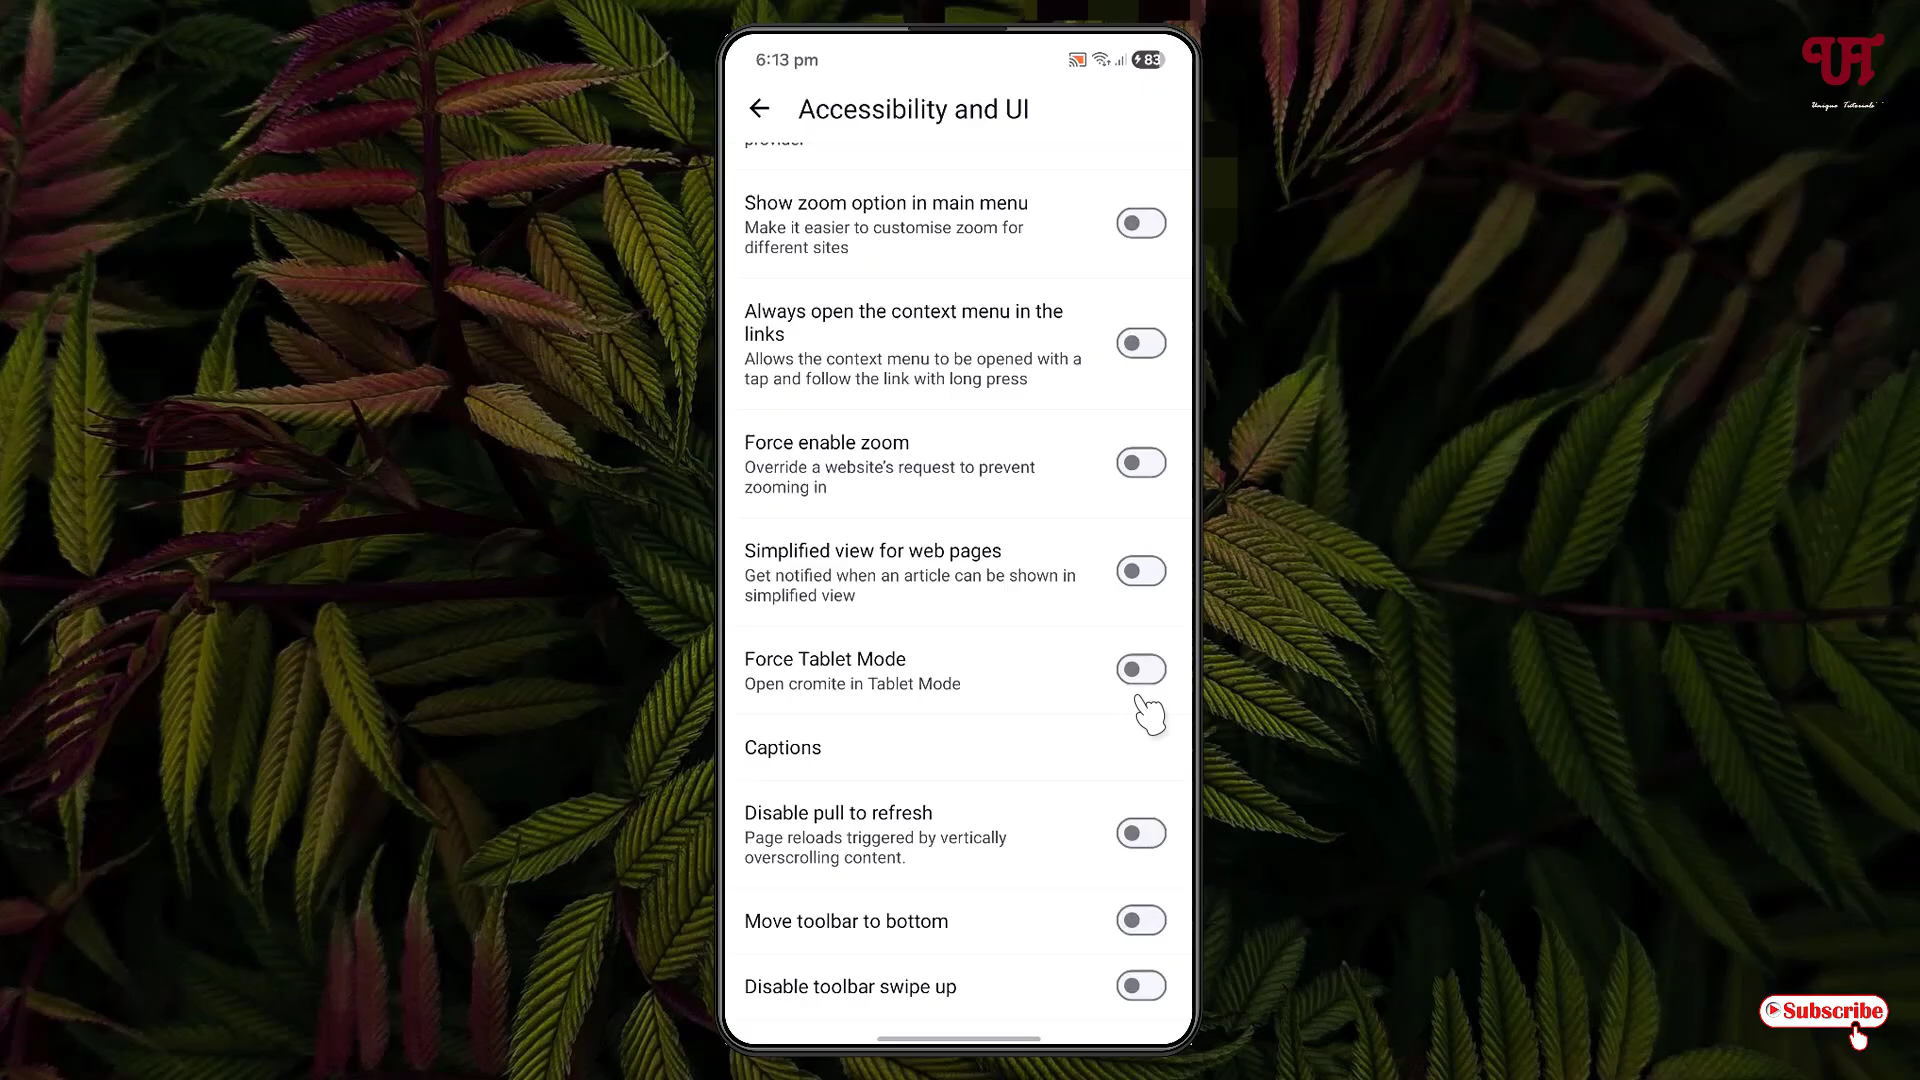 6:13 pm
83
Accessibility and UI
Show zoom option in main menu
Make it easier to customise zoom for
different sites
Always open the context menu in the
links
Allows the context menu to be opened with a
tap and follow the link with long press
Force enable zoom
Override a website's request to prevent
zooming in
Simplified view for web pages
Get notified when an article can be shown in
simplified view
Force Tablet Mode
Open cromite in Tablet Mode
Captions
Disable pull to refresh
Page reloads triggered by vertically
overscrolling content.
Move toolbar to bottom
Disable toolbar swipe up
UT
Unique Tutorials
Subscribe